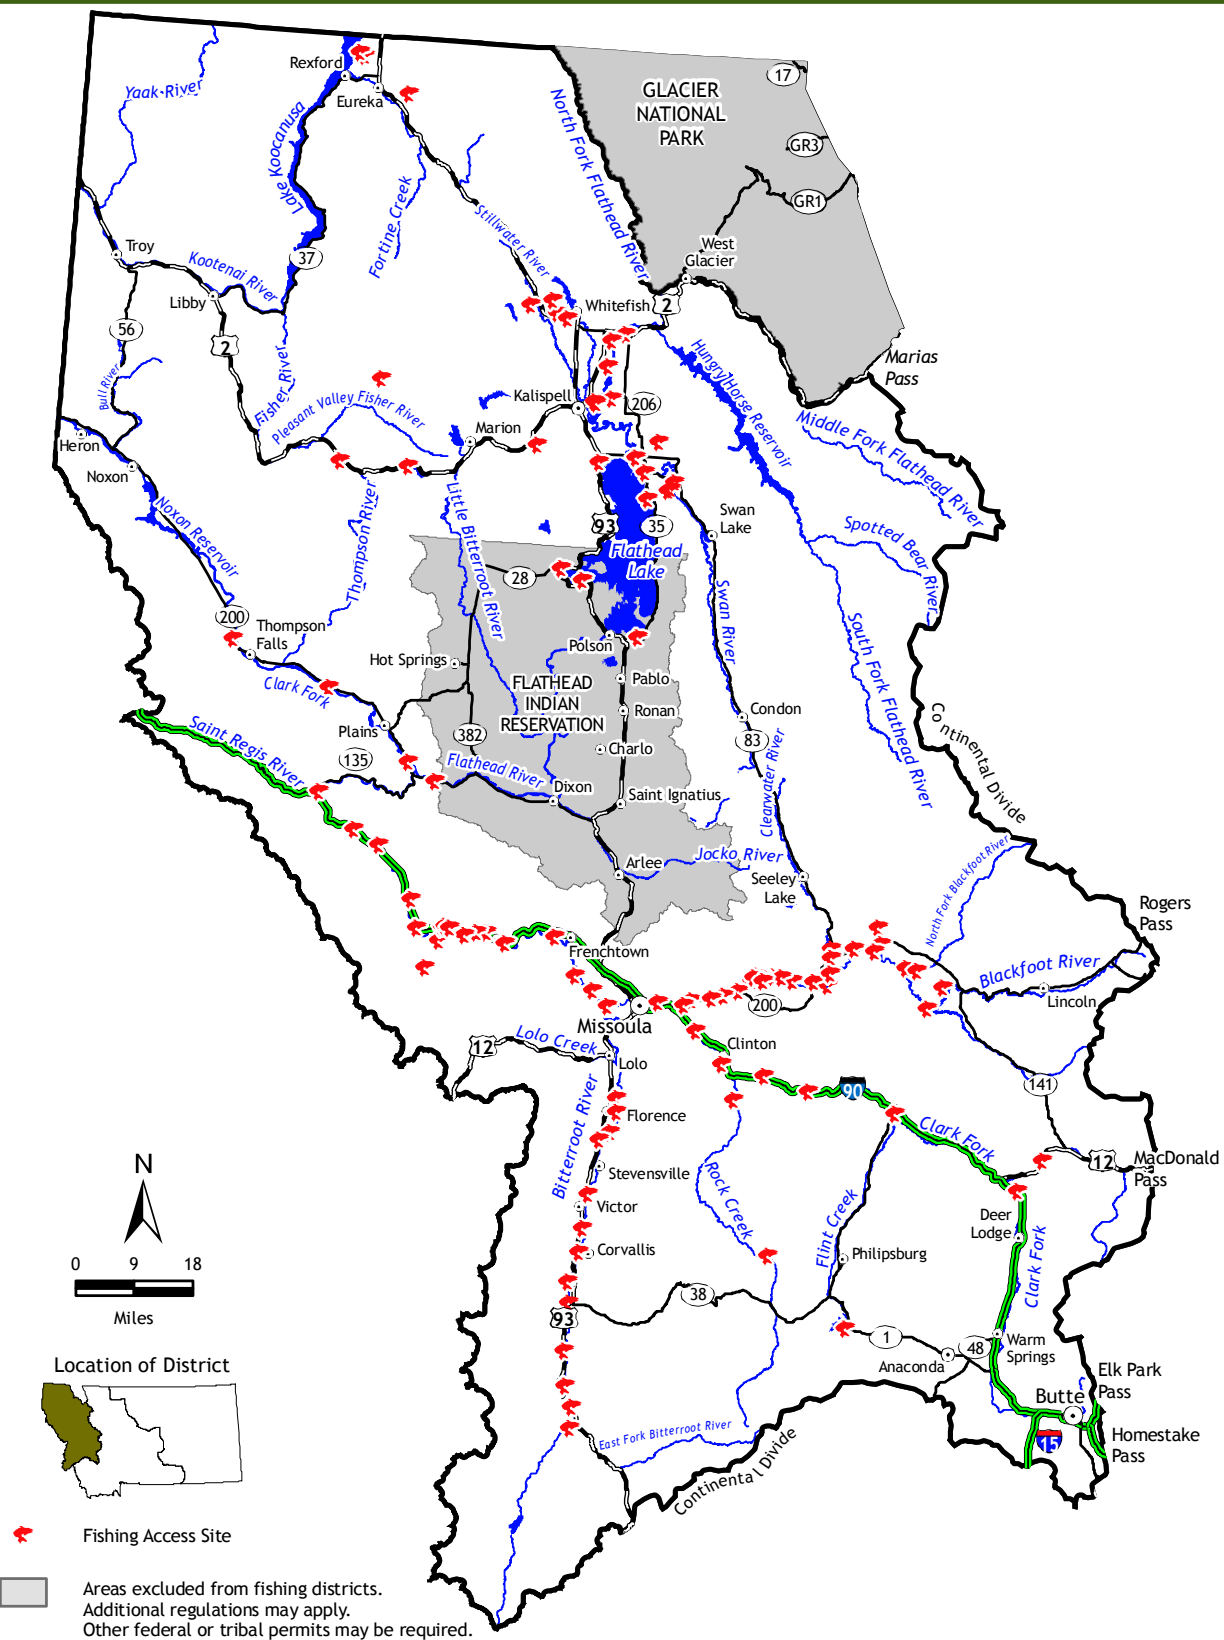 17
GLACIER
NATIONAL
PARK
GR3
GR1
Rexford
Eureka
Yaak River
Lake Koocanusa
Fortine Creek
Stillwater River
North Fork Flathead River
West
Glacier
Troy
Kootenai River
37
Libby
Whitefish
2
56
2
Bull River
Fisher River
Pleasant Valley Fisher River
Kalispell
206
Hungry Horse Reservoir
Marias
Pass
Middle Fork Flathead River
Heron
Noxon
Marion
Noxon Reservoir
Thompson River
Little Bitterroot River
93
35
Swan
Lake
Spotted Bear River
Flathead
Lake
28
Swan River
South Fork Flathead River
200
Thompson
Falls
Polson
Hot Springs
Pablo
Clark Fork
FLATHEAD
INDIAN
RESERVATION
Ronan
Condon
Continental Divide
Saint Regis River
Plains
382
Charlo
83
135
Flathead River
Dixon
Saint Ignatius
Clearwater River
Jocko River
Arlee
Seeley
Lake
North Fork Blackfoot River
Rogers
Pass
Frenchtown
Blackfoot River
Lincoln
200
Missoula
Lolo Creek
12
Clinton
Lolo
141
90
Bitterroot River
Florence
Clark Fork
12
MacDonald
Pass
Stevensville
Rock Creek
Victor
Flint Creek
Deer
Lodge
Corvallis
Philipsburg
Clark Fork
38
93
1
48
Warm
Springs
Anaconda
Elk Park
Pass
Butte
15
Homestake
Pass
East Fork Bitterroot River
Continental Divide
N
0 9 18
Miles
Location of District
Fishing Access Site
Areas excluded from fishing districts.
Additional regulations may apply.
Other federal or tribal permits may be required.